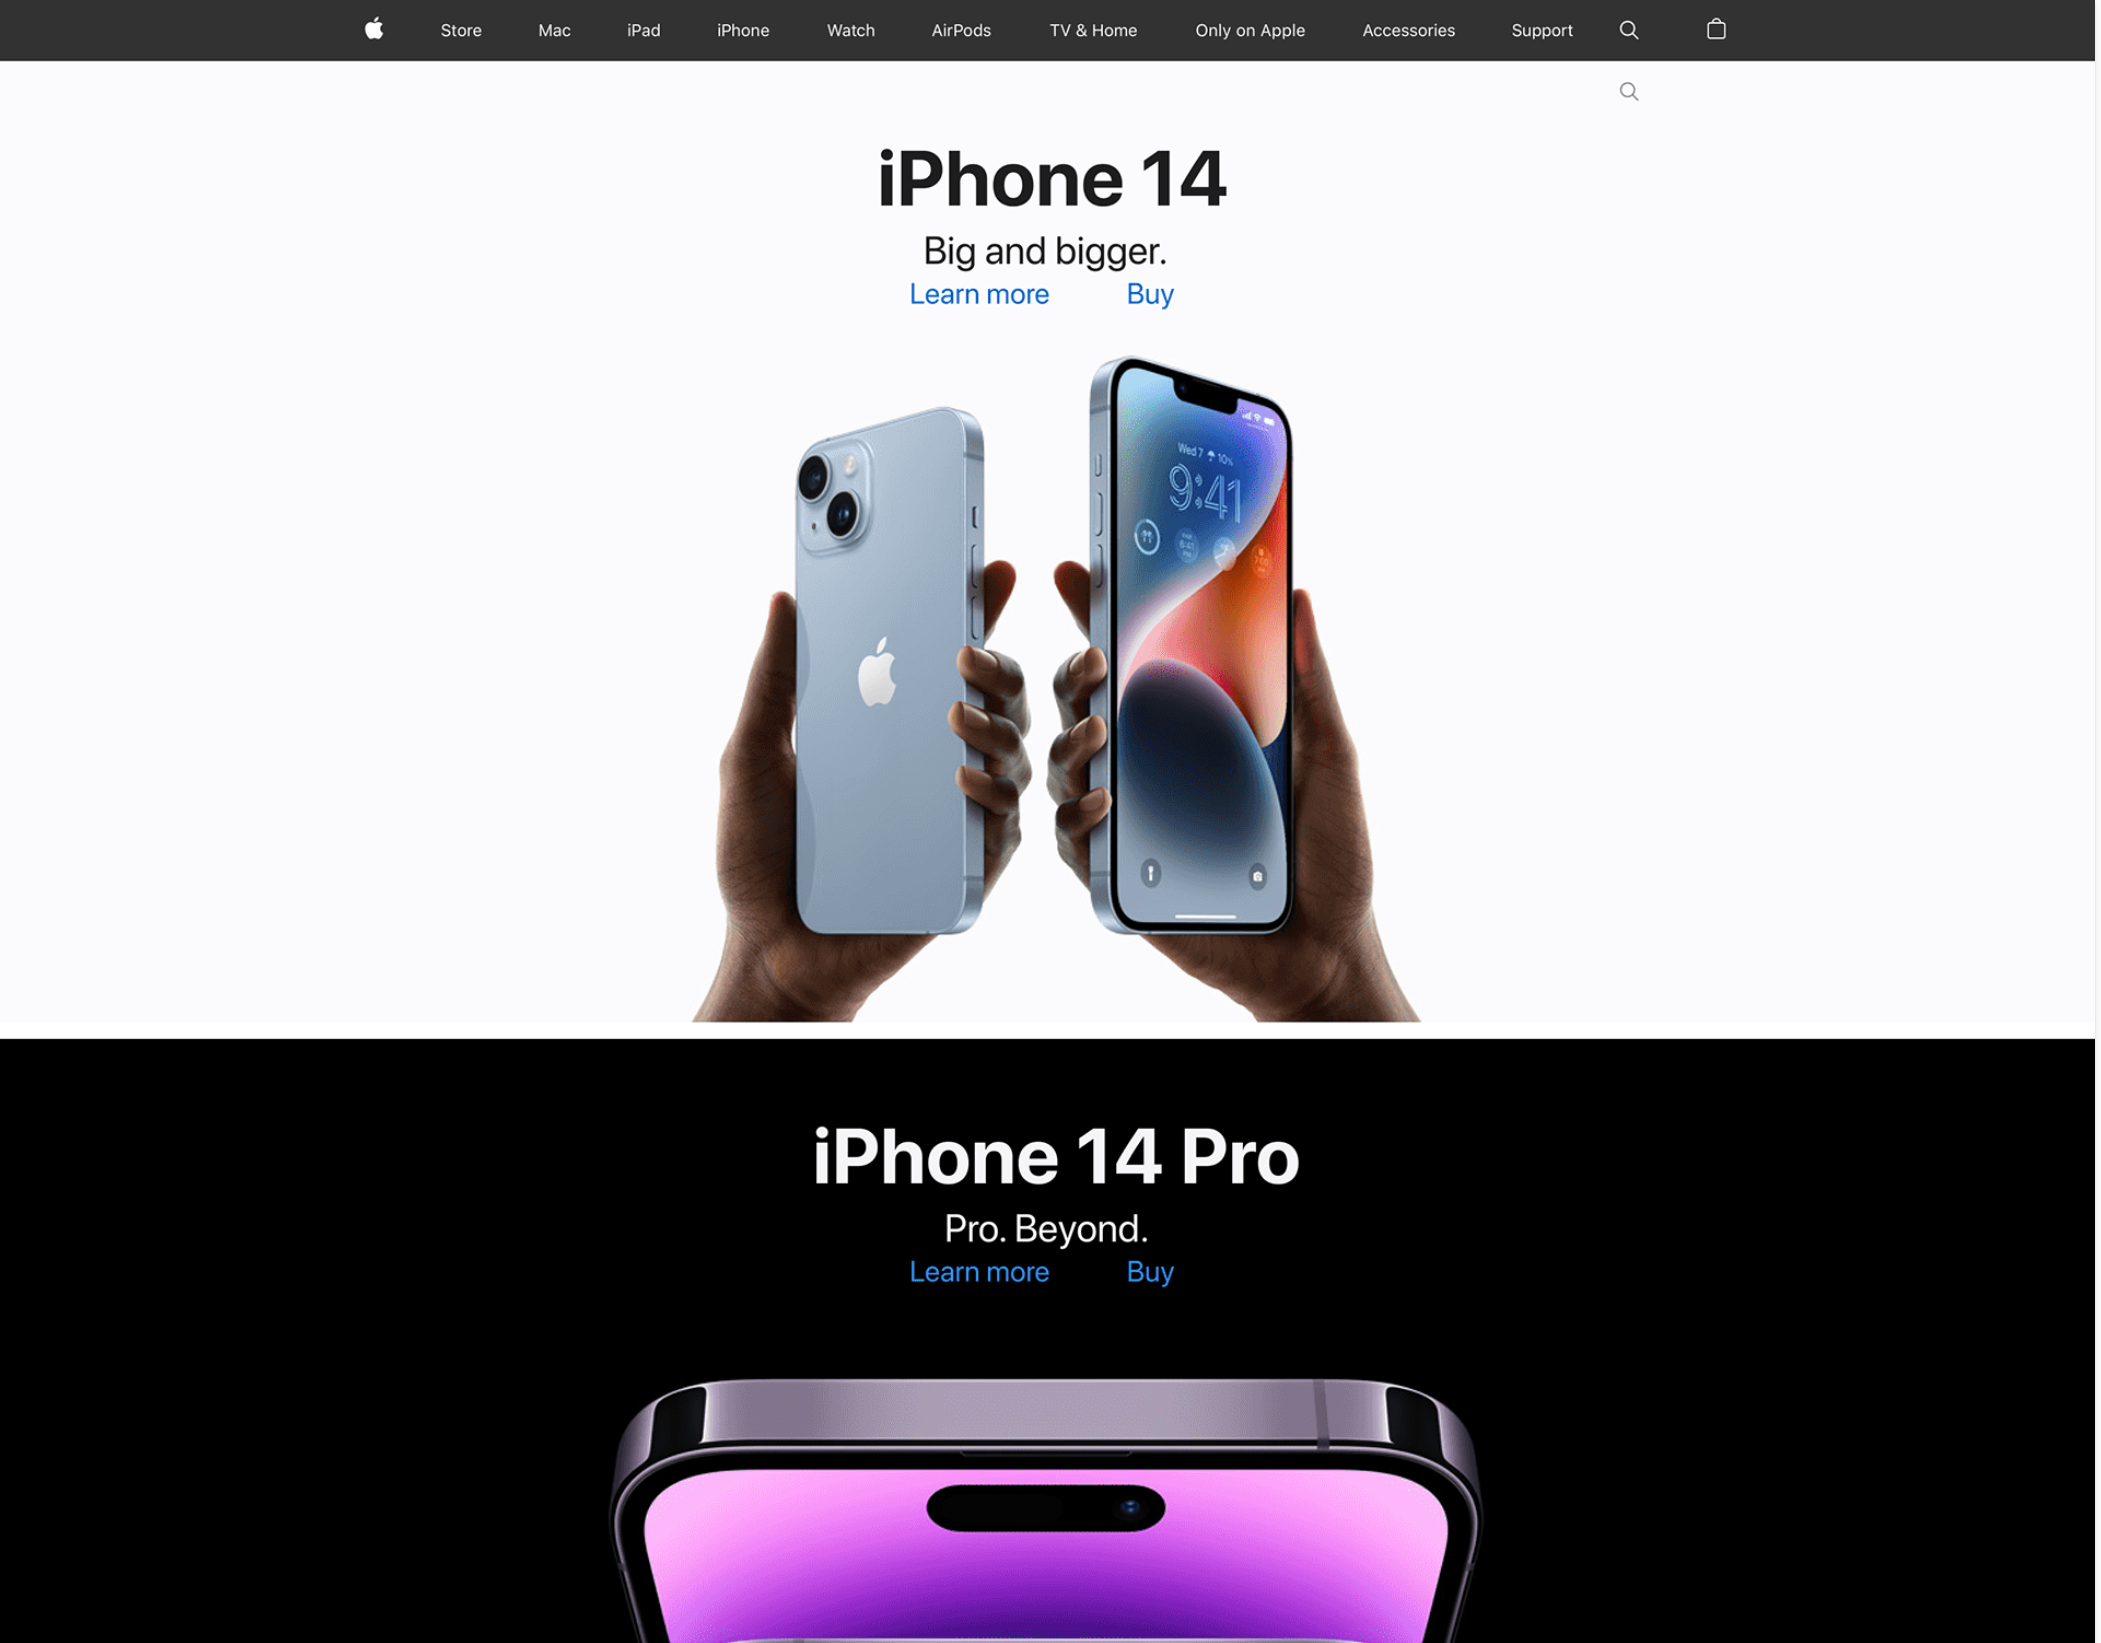 Store Mac iPad iPhone Watch AirPods TV & Home Only on Apple Accessories Support
iPhone 14
Big and bigger.
Learn more Buy
Wed 7 10%
9:41
iPhone 14 Pro
Pro. Beyond.
Learn more Buy